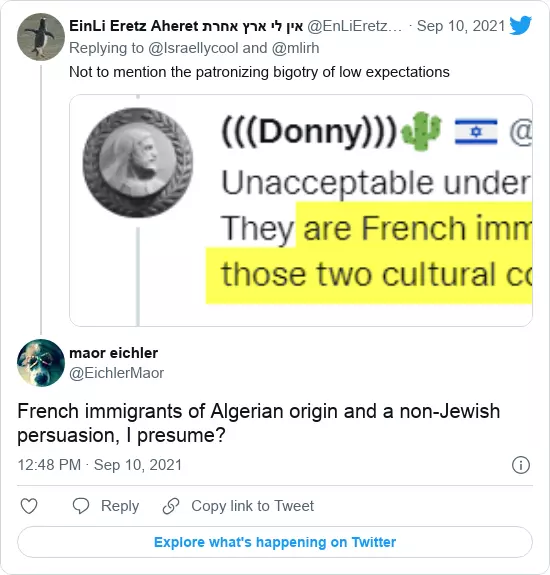 EinLi Eretz Aheret אין לי ארץ אחרת @EnLiEretz... · Sep 10, 2021
Replying to @Israellycool and @mlirh
Not to mention the patronizing bigotry of low expectations
(((Donny))) @
Unacceptable under
They are French imm
those two cultural co
maor eichler
@EichlerMaor
French immigrants of Algerian origin and a non-Jewish
persuasion, I presume?
12:48 PM · Sep 10, 2021
Reply Copy link to Tweet
Explore what's happening on Twitter